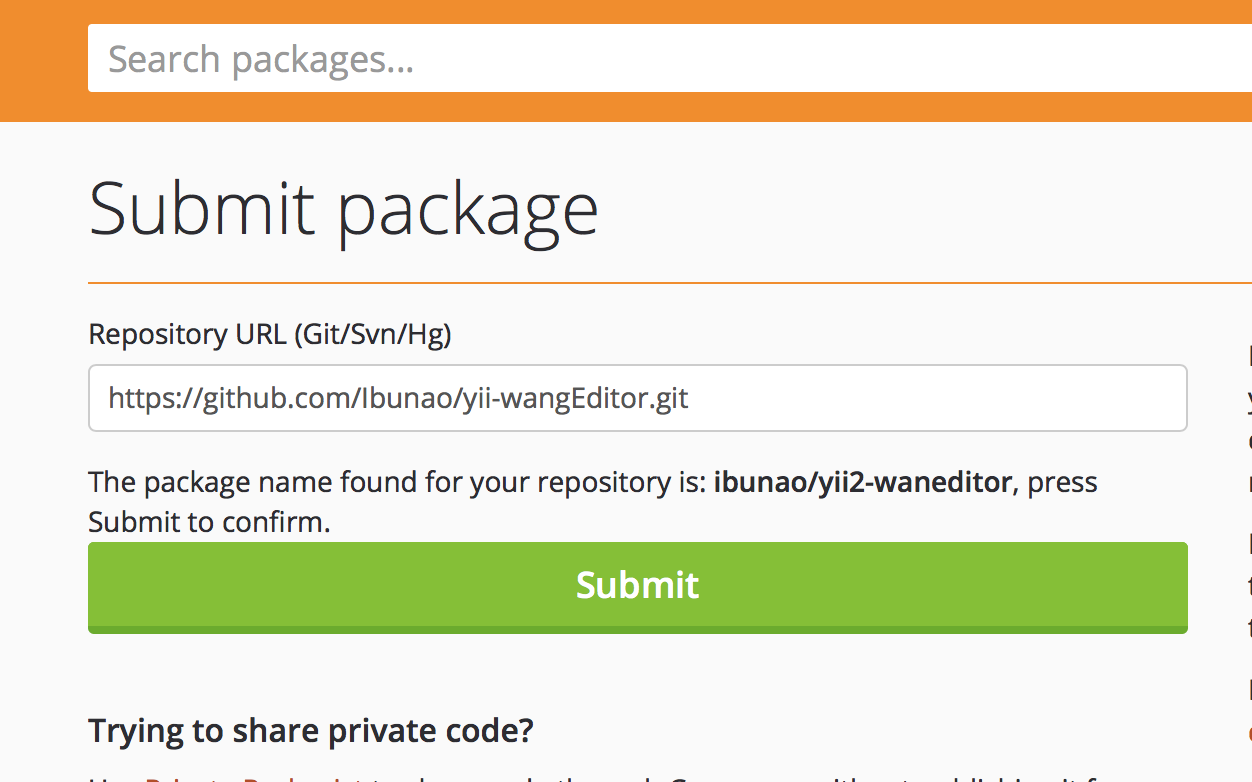 Search packages...
Submit package
Repository URL (Git/Svn/Hg)
https://github.com/Ibunao/yii-wangEditor.git
The package name found for your repository is: ibunao/yii2-waneditor, press
Submit to confirm.
Submit
Trying to share private code?